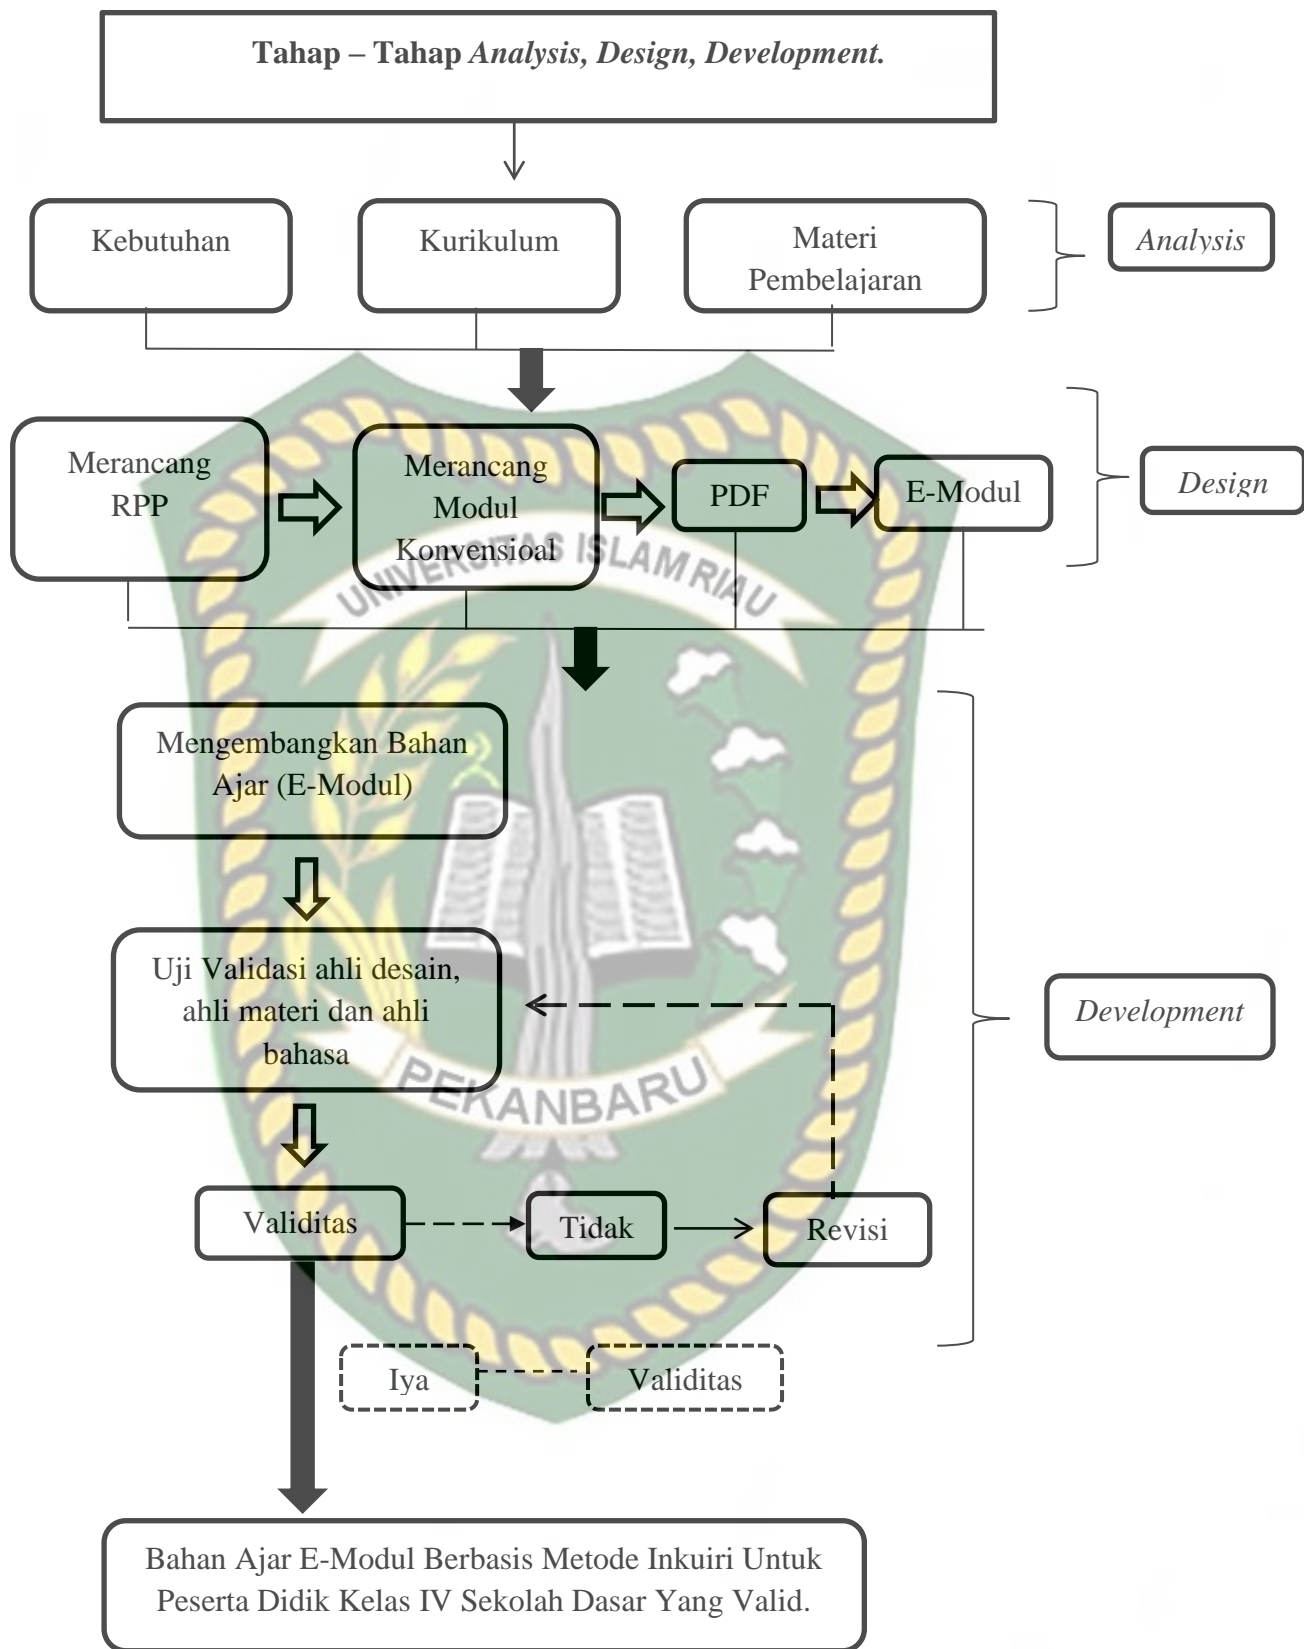 Tahap – Tahap Analysis, Design, Development.
Kebutuhan
Kurikulum
Materi
Pembelajaran
Analysis
Merancang
RPP
Merancang
Modul
Konvensioal
PDF
E-Modul
Design
UNIVERSITAS ISLAM RIAU
Mengembangkan Bahan
Ajar (E-Modul)
Uji Validasi ahli desain,
ahli materi dan ahli
bahasa
Development
PEKANBARU
Validitas
Tidak
Revisi
Iya
Validitas
Bahan Ajar E-Modul Berbasis Metode Inkuiri Untuk
Peserta Didik Kelas IV Sekolah Dasar Yang Valid.